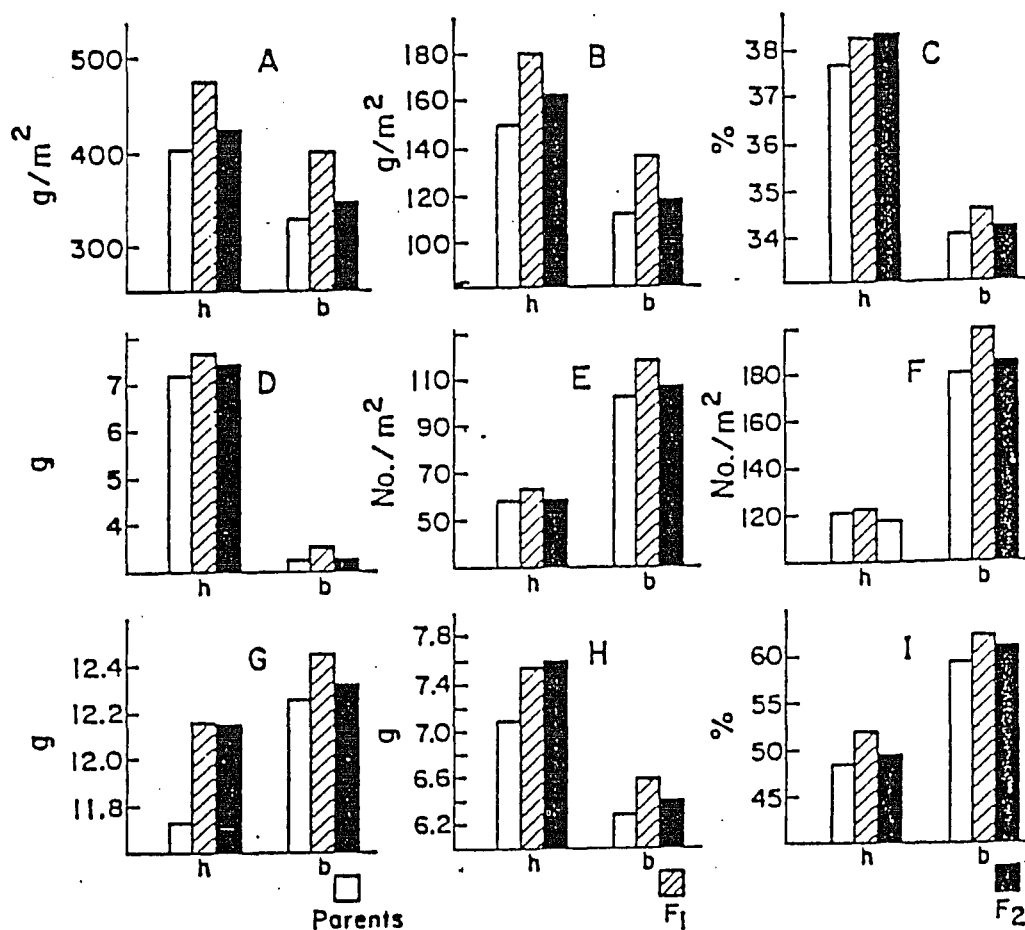 A
500
400
300
g/m²
h
b
B
180
160
140
120
100
g/m²
h
b
C
38
37
36
35
34
%
h
b
D
7
6
5
4
g
h
b
E
110
90
70
50
No./m²
h
b
F
180
160
140
120
No./m²
h
b
G
12.4
12.2
12.0
11.8
g
h
b
H
7.8
7.4
7.0
6.6
6.2
g
h
b
I
60
55
50
45
%
h
b
Parents
F1
F2